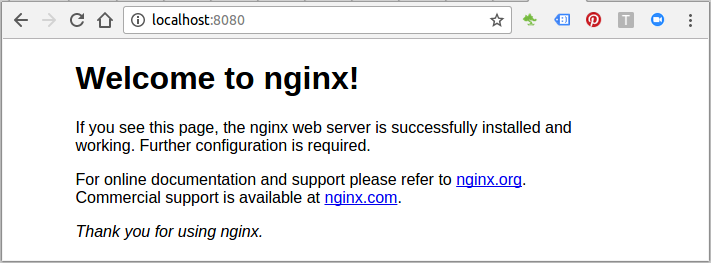 localhost:8080
T
Welcome to nginx!
If you see this page, the nginx web server is successfully installed and
working. Further configuration is required.
For online documentation and support please refer to nginx.org.
Commercial support is available at nginx.com.
Thank you for using nginx.